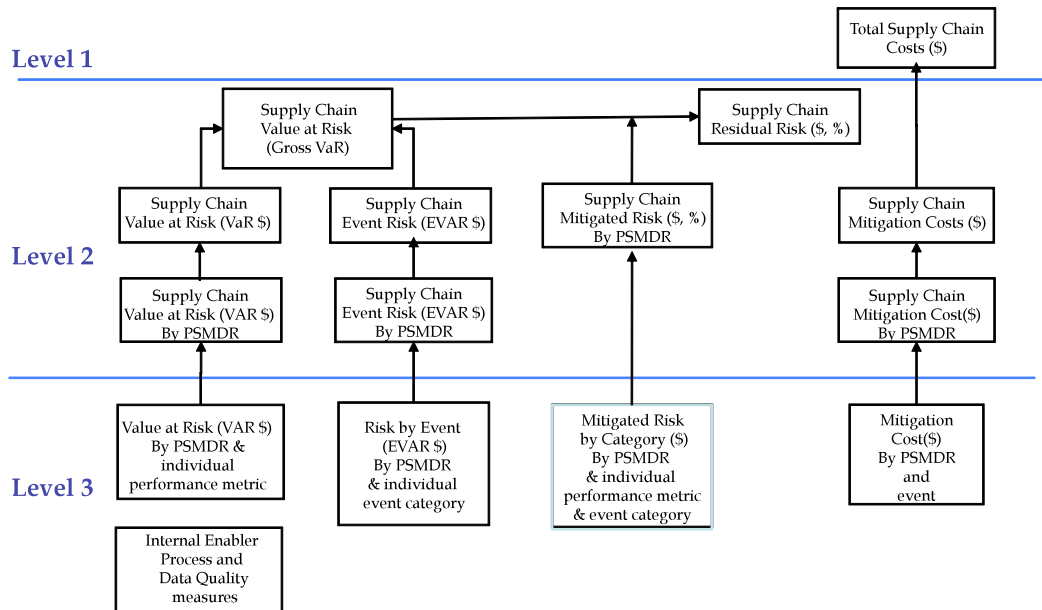 Total Supply Chain
Costs ($)
Level 1
Supply Chain
Value at Risk
(Gross VaR)
Supply Chain
Residual Risk ($, %)
Supply Chain
Value at Risk (VaR $)
Supply Chain
Event Risk (EVAR $)
Supply Chain
Mitigated Risk ($, %)
By PSMDR
Supply Chain
Mitigation Costs ($)
Level 2
Supply Chain
Value at Risk (VAR $)
By PSMDR
Supply Chain
Event Risk (EVAR $)
By PSMDR
Supply Chain
Mitigation Cost($)
By PSMDR
Value at Risk (VAR $)
By PSMDR &
individual
performance metric
Risk by Event
(EVAR $)
By PSMDR
& individual
event category
Mitigated Risk
by Category ($)
By PSMDR
& individual
performance metric
& event category
Mitigation
Cost($)
By PSMDR
and
event
Level 3
Internal Enabler
Process and
Data Quality
measures